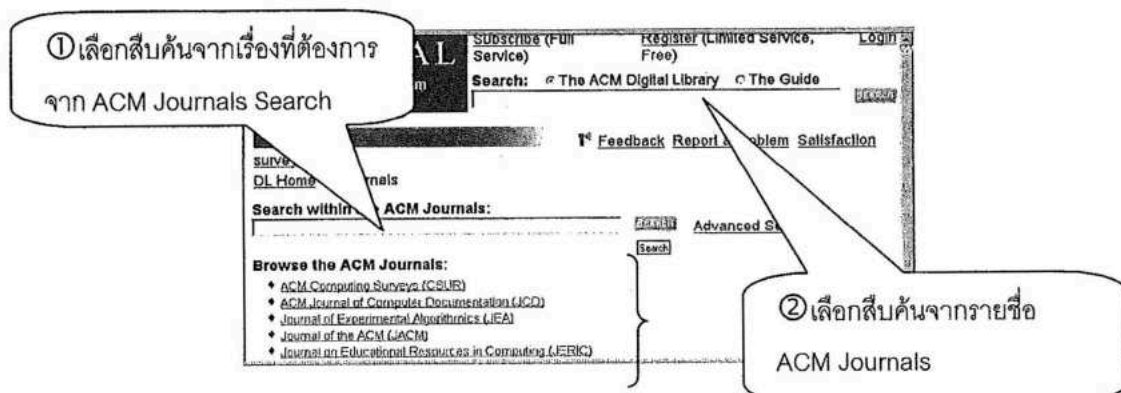 ①เลือกสืบค้นจากเรื่องที่ต้องการ
จาก ACM Journals Search
AL
m
Subscribe (Full Service)
Register (Limited Service, Free)
Login
Search: The ACM Digital Library The Guide
Feedback Report a Problem Satisfaction
survey
DL Home
Search within the ACM Journals:
Advanced
Search
Browse the ACM Journals:
ACM Computing Surveys (CSUR)
ACM Journal of Computer Documentation (JCD)
Journal of Experimental Algorithmics (JEA)
Journal of the ACM (JACM)
Journal on Educational Resources in Computing (JERIC)
②เลือกสืบค้นจากรายชื่อ
ACM Journals